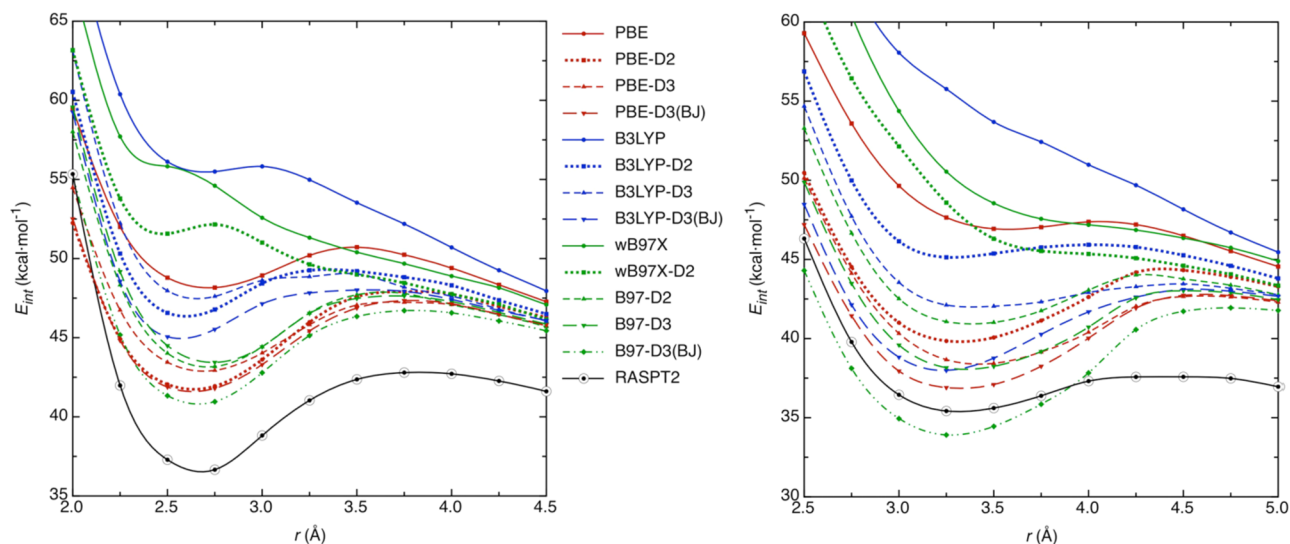 65
60
55
50
45
40
35
2.0
2.5
3.0
3.5
4.0
4.5
E_int (kcal·mol⁻¹)
r (Å)
PBE
PBE-D2
PBE-D3
PBE-D3(BJ)
B3LYP
B3LYP-D2
B3LYP-D3
B3LYP-D3(BJ)
wB97X
wB97X-D2
B97-D2
B97-D3
B97-D3(BJ)
RASPT2
60
55
50
45
40
35
30
2.5
3.0
3.5
4.0
4.5
5.0
E_int (kcal·mol⁻¹)
r (Å)